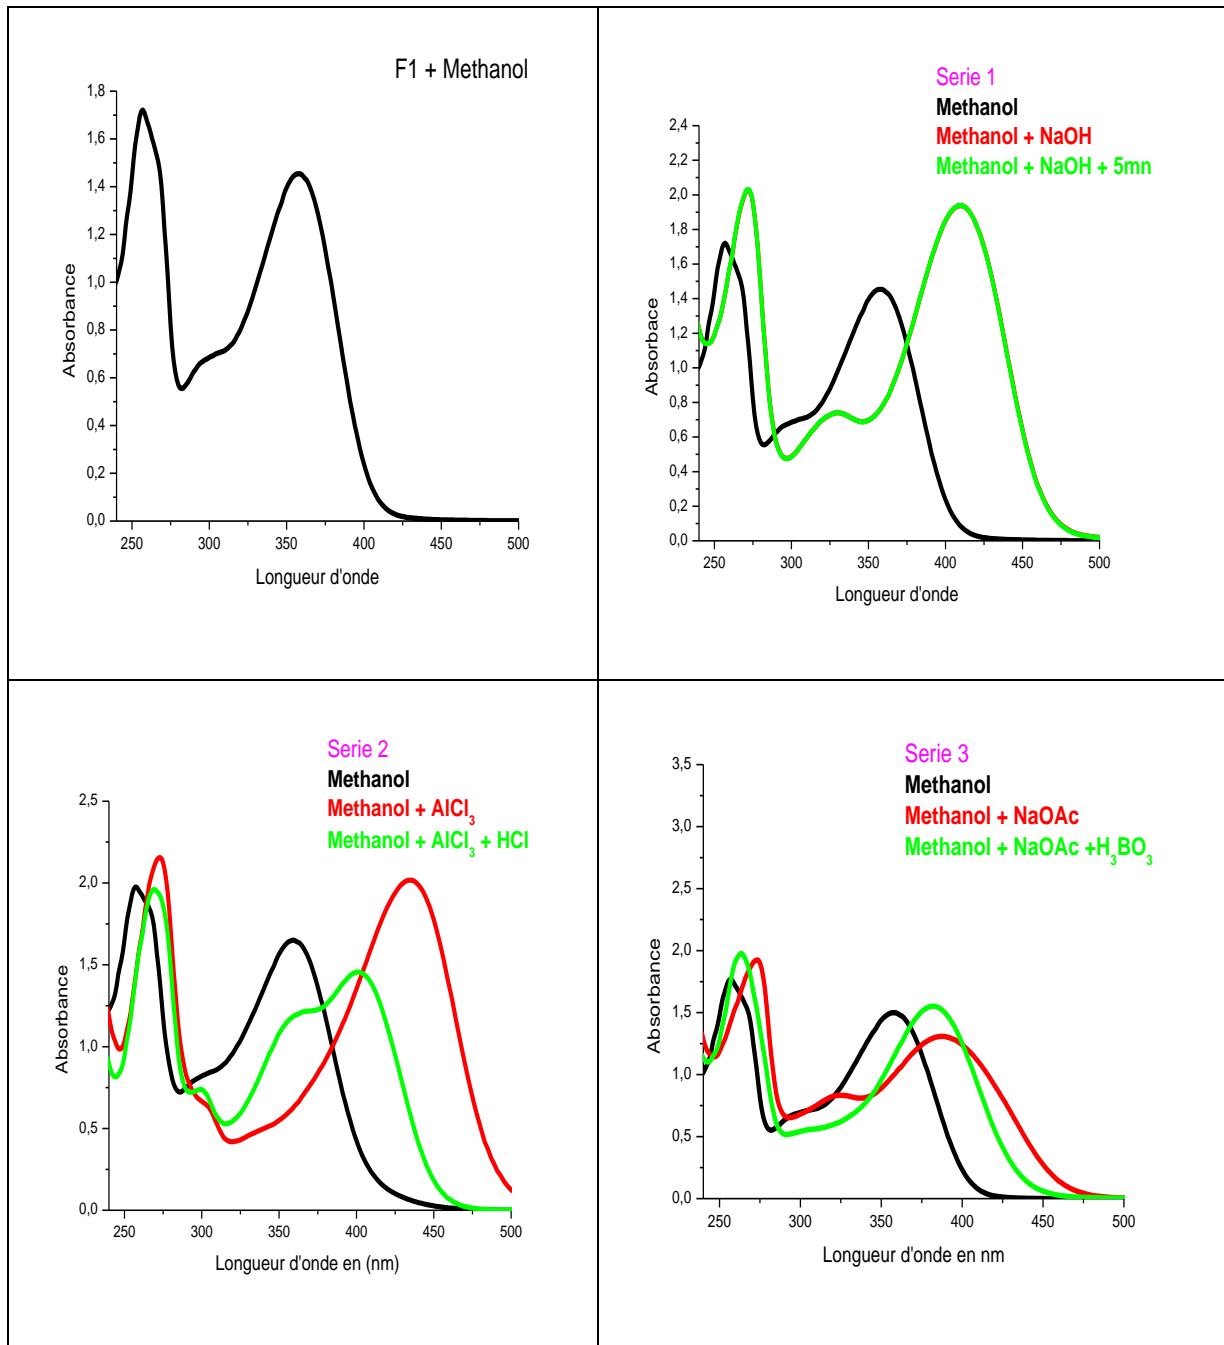 F1 + Methanol
1,8
1,6
1,4
1,2
1,0
0,8
0,6
0,4
0,2
0,0
Absorbance
250 300 350 400 450 500
Longueur d'onde
Serie 1
Methanol
Methanol + NaOH
Methanol + NaOH + 5mn
2,4
2,2
2,0
1,8
1,6
1,4
1,2
1,0
0,8
0,6
0,4
0,2
0,0
Absorbace
250 300 350 400 450 500
Longueur d'onde
Serie 2
Methanol
Methanol + AlCl3
Methanol + AlCl3 + HCl
2,5
2,0
1,5
1,0
0,5
0,0
Absorbance
250 300 350 400 450 500
Longueur d'onde en (nm)
Serie 3
Methanol
Methanol + NaOAc
Methanol + NaOAc +H3BO3
3,5
3,0
2,5
2,0
1,5
1,0
0,5
0,0
Absorbance
250 300 350 400 450 500
Longueur d'onde en nm